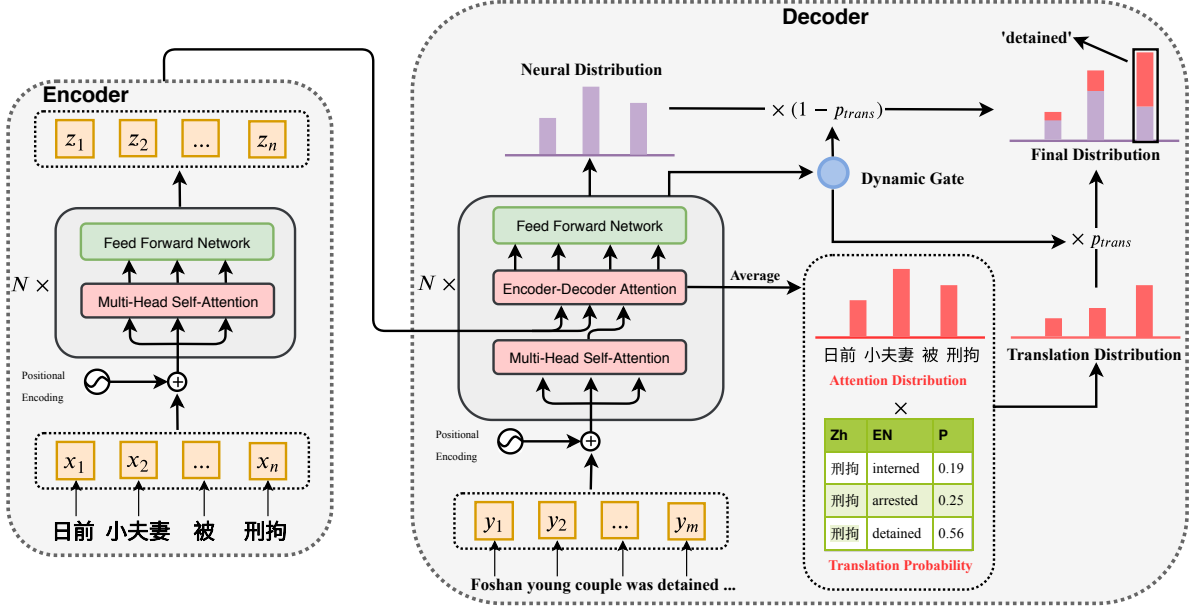 Encoder
z1 z2 ... zn
Feed Forward Network
N ×
Multi-Head Self-Attention
Positional
Encoding
x1 x2 ... xn
日前 小夫妻 被 刑拘
Decoder
Neural Distribution
× (1 − ptrans)
'detained'
Final Distribution
Dynamic Gate
× ptrans
Feed Forward Network
N ×
Encoder-Decoder Attention
Average
Multi-Head Self-Attention
Positional
Encoding
y1 y2 ... ym
Foshan young couple was detained ...
日前 小夫妻 被 刑拘
Attention Distribution
×
Zh EN P
刑拘 interned 0.19
刑拘 arrested 0.25
刑拘 detained 0.56
Translation Probability
Translation Distribution